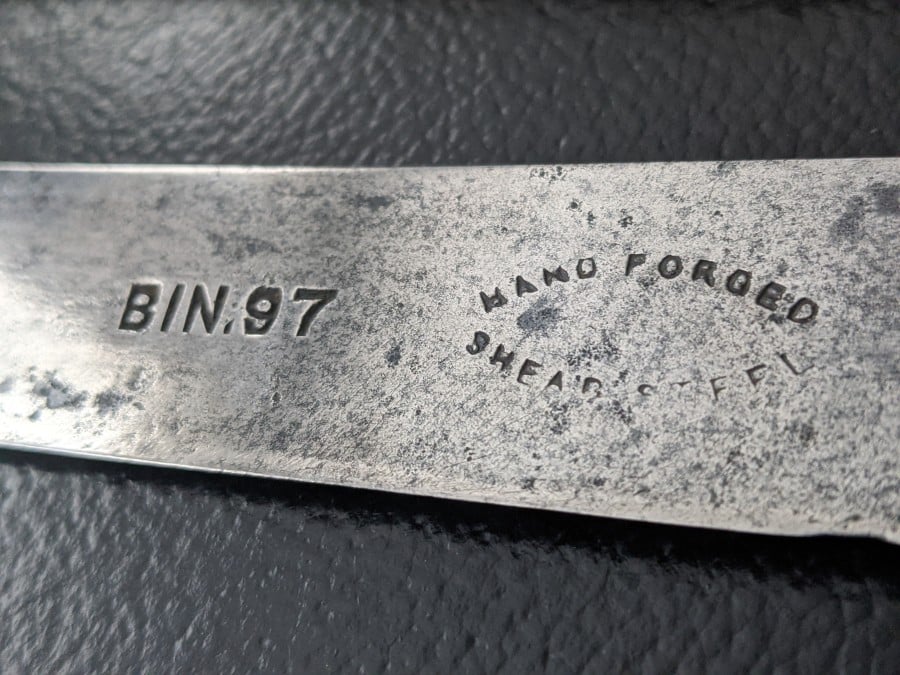 BIN.97
HAND FORGED
SHEAR STEEL